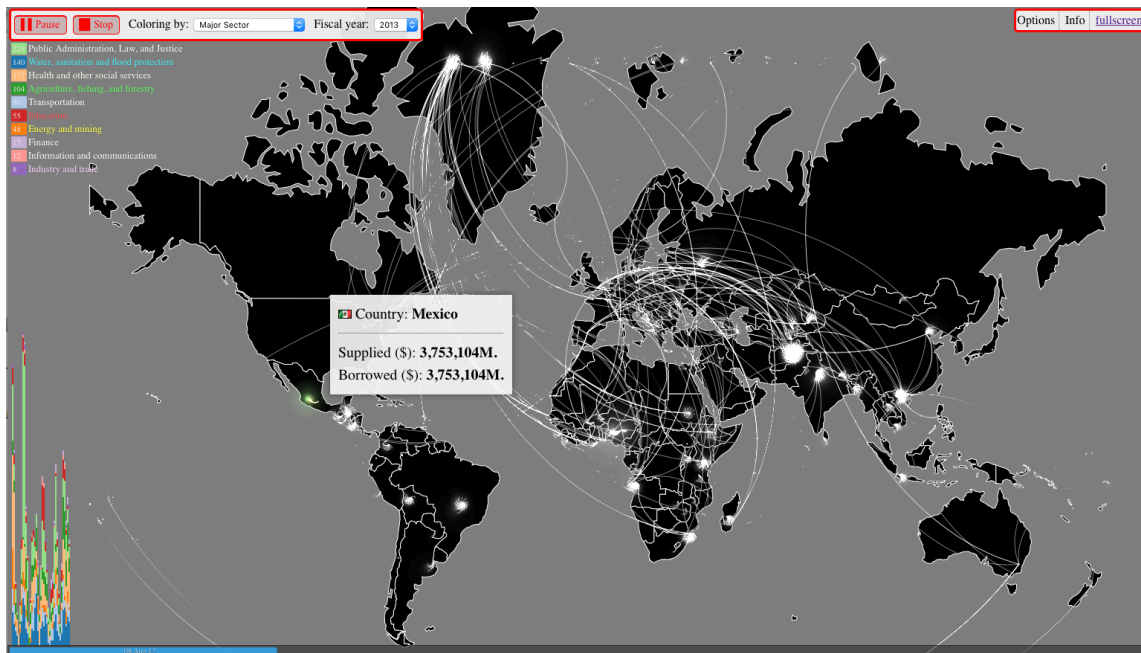 Pause Stop Coloring by: Major Sector Fiscal year: 2013 Options Info fullscreen
228 Public Administration, Law, and Justice
140 Water, sanitation and flood protection
Health and other social services
104 Agriculture, fishing, and forestry
Transportation
55 Education
48 Energy and mining
17 Finance
12 Information and communications
8 Industry and trade
Country: Mexico
Supplied ($): 3,753,104M.
Borrowed ($): 3,753,104M.